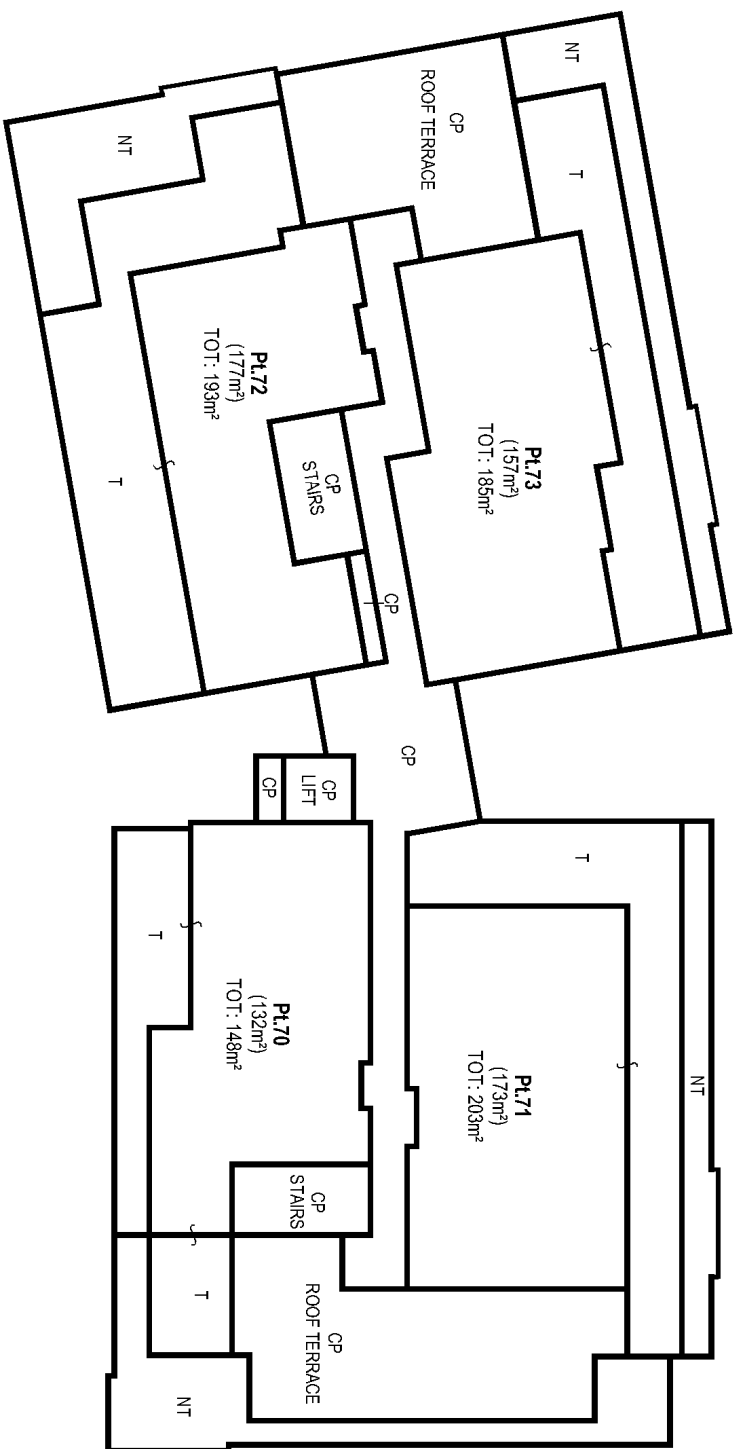 NT
CP
ROOF TERRACE
T
NT
Pt.73
(157m²)
TOT: 185m²
Pt.72
(177m²)
TOT: 193m²
CP
STAIRS
T
CP
CP
CP
LIFT
CP
T
T
Pt.70
(132m²)
TOT: 148m²
Pt.71
(173m²)
TOT: 203m²
NT
CP
STAIRS
T
CP
ROOF TERRACE
NT